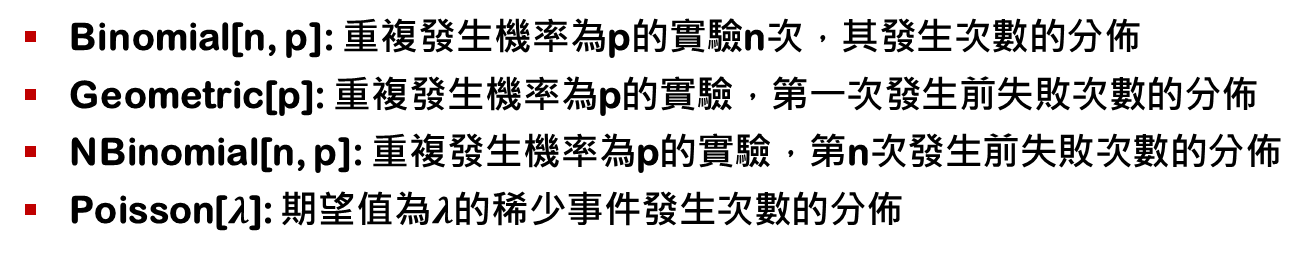 ▪ Binomial[n, p]: 重複發生機率為p的實驗n次，其發生次數的分佈
▪ Geometric[p]: 重複發生機率為p的實驗，第一次發生前失敗次數的分佈
▪ NBinomial[n, p]: 重複發生機率為p的實驗，第n次發生前失敗次數的分佈
▪ Poisson[λ]: 期望值為λ的稀少事件發生次數的分佈